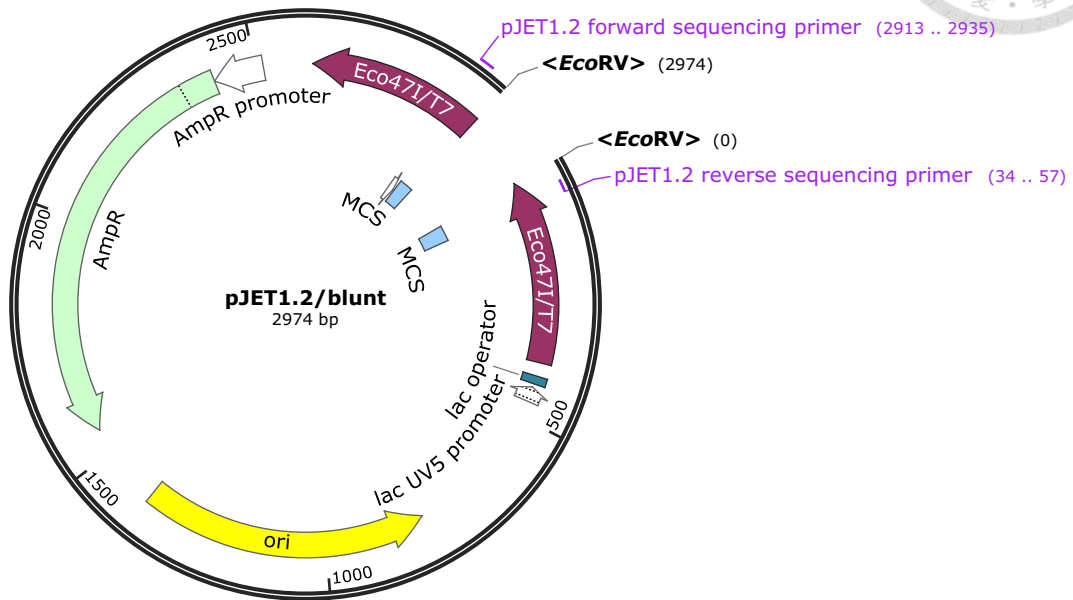 pJET1.2 forward sequencing primer (2913 .. 2935)
<EcoRV> (2974)
2500
Eco47I/T7
AmpR promoter
<EcoRV> (0)
pJET1.2 reverse sequencing primer (34 .. 57)
MCS
2000
AmpR
MCS
Eco47I/T7
pJET1.2/blunt
2974 bp
lac operator
lac UV5 promoter
500
1500
ori
1000